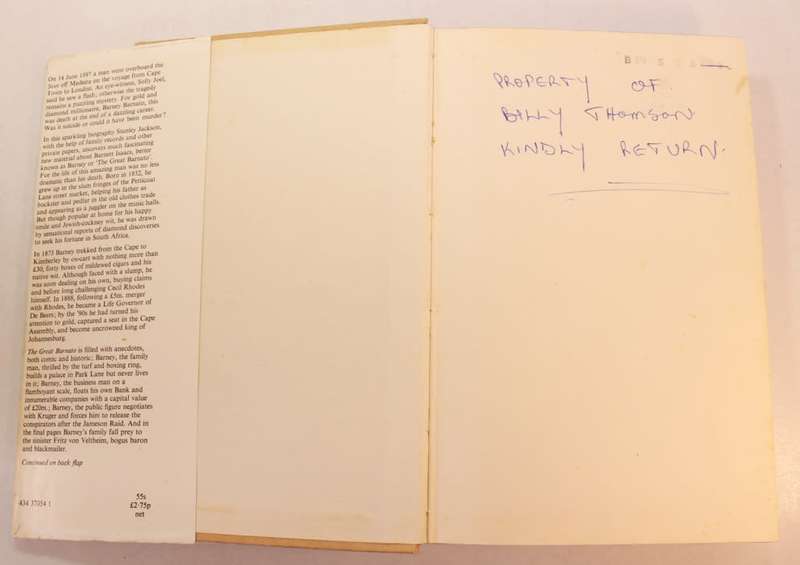 On 14 June 1897 a man went overboard the
Scot off Madeira on the voyage from Cape
Town to London. An eye-witness, Solly Joel,
said he saw a flash; otherwise the tragedy
remains a puzzling mystery. For gold and
diamond millionaire, Barney Barnato, this
was death at the end of a dazzling career.
Was it suicide or could it have been murder?
In this sparkling biography Stanley Jackson,
with the help of family records and other
private papers, uncovers much fascinating
new material about Barnett Isaacs, better
known as Barney or 'The Great Barnato'.
For the life of this amazing man was no less
dramatic than his death. Born in 1852, he
grew up in the slum fringes of the Petticoat
Lane street market, helping his father as
huckster and pedlar in the old clothes trade
and appearing as a juggler on the music halls.
But though popular at home for his happy
smile and Jewish-cockney wit, he was drawn
by sensational reports of diamond discoveries
to seek his fortune in South Africa.
In 1873 Barney trekked from the Cape to
Kimberley by ox-cart with nothing more than
£30, forty boxes of mildewed cigars and his
native wit. Although faced with a slump, he
was soon dealing on his own, buying claims
and before long challenging Cecil Rhodes
himself. In 1888, following a £5m. merger
with Rhodes, he became a Life Governor of
De Beers; by the '90s he had turned his
attention to gold, captured a seat in the Cape
Assembly, and become uncrowned king of
Johannesburg.
The Great Barnato is filled with anecdotes,
both comic and historic; Barney, the family
man, thrilled by the turf and boxing ring,
builds a palace in Park Lane but never lives
in it; Barney, the business man on a
flamboyant scale, floats his own Bank and
innumerable companies with a capital value
of £20m.; Barney, the public figure negotiates
with Kruger and forces him to release the
conspirators after the Jameson Raid. And in
the final pages Barney's family fall prey to
the sinister Fritz von Veltheim, bogus baron
and blackmailer.
Continued on back flap
434 37054 1
55s
£2·75p
net
PROPERTY OF.
BILLY THOMSON
KINDLY RETURN.